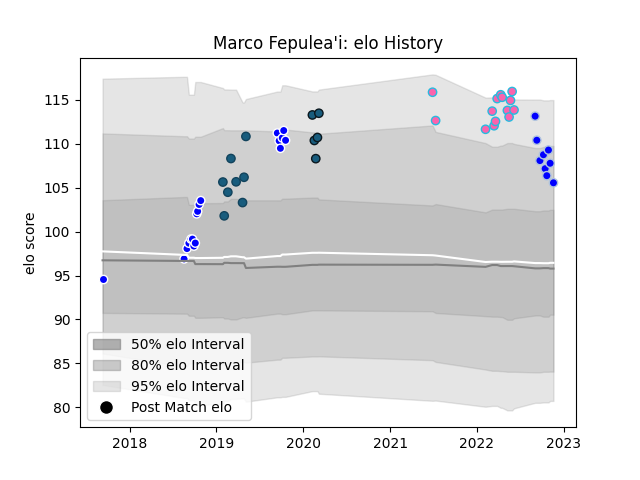 Marco Fepulea'i: elo History
elo score
115
110
105
100
95
90
85
80
50% elo Interval
80% elo Interval
95% elo Interval
Post Match elo
2018
2019
2020
2021
2022
2023